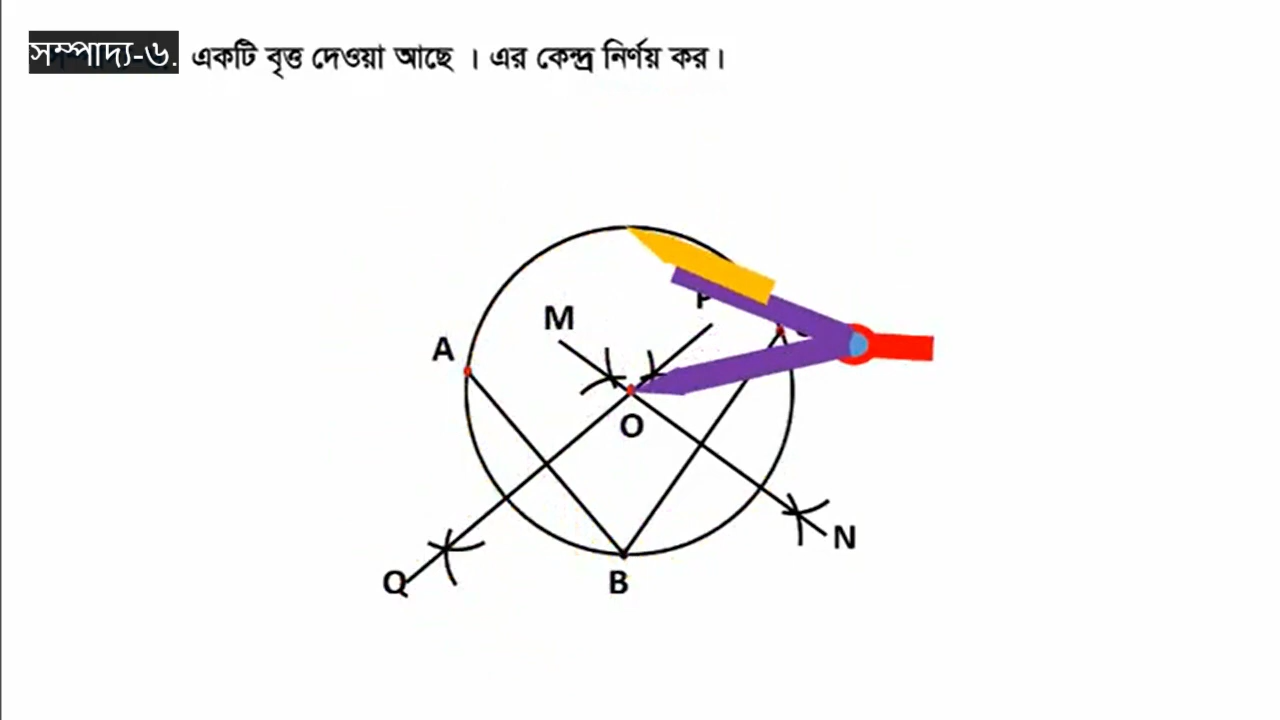 সম্পাদ্য-৬. একটি বৃত্ত দেওয়া আছে । এর কেন্দ্র নির্ণয় কর।
P
M
A
O
N
Q
B